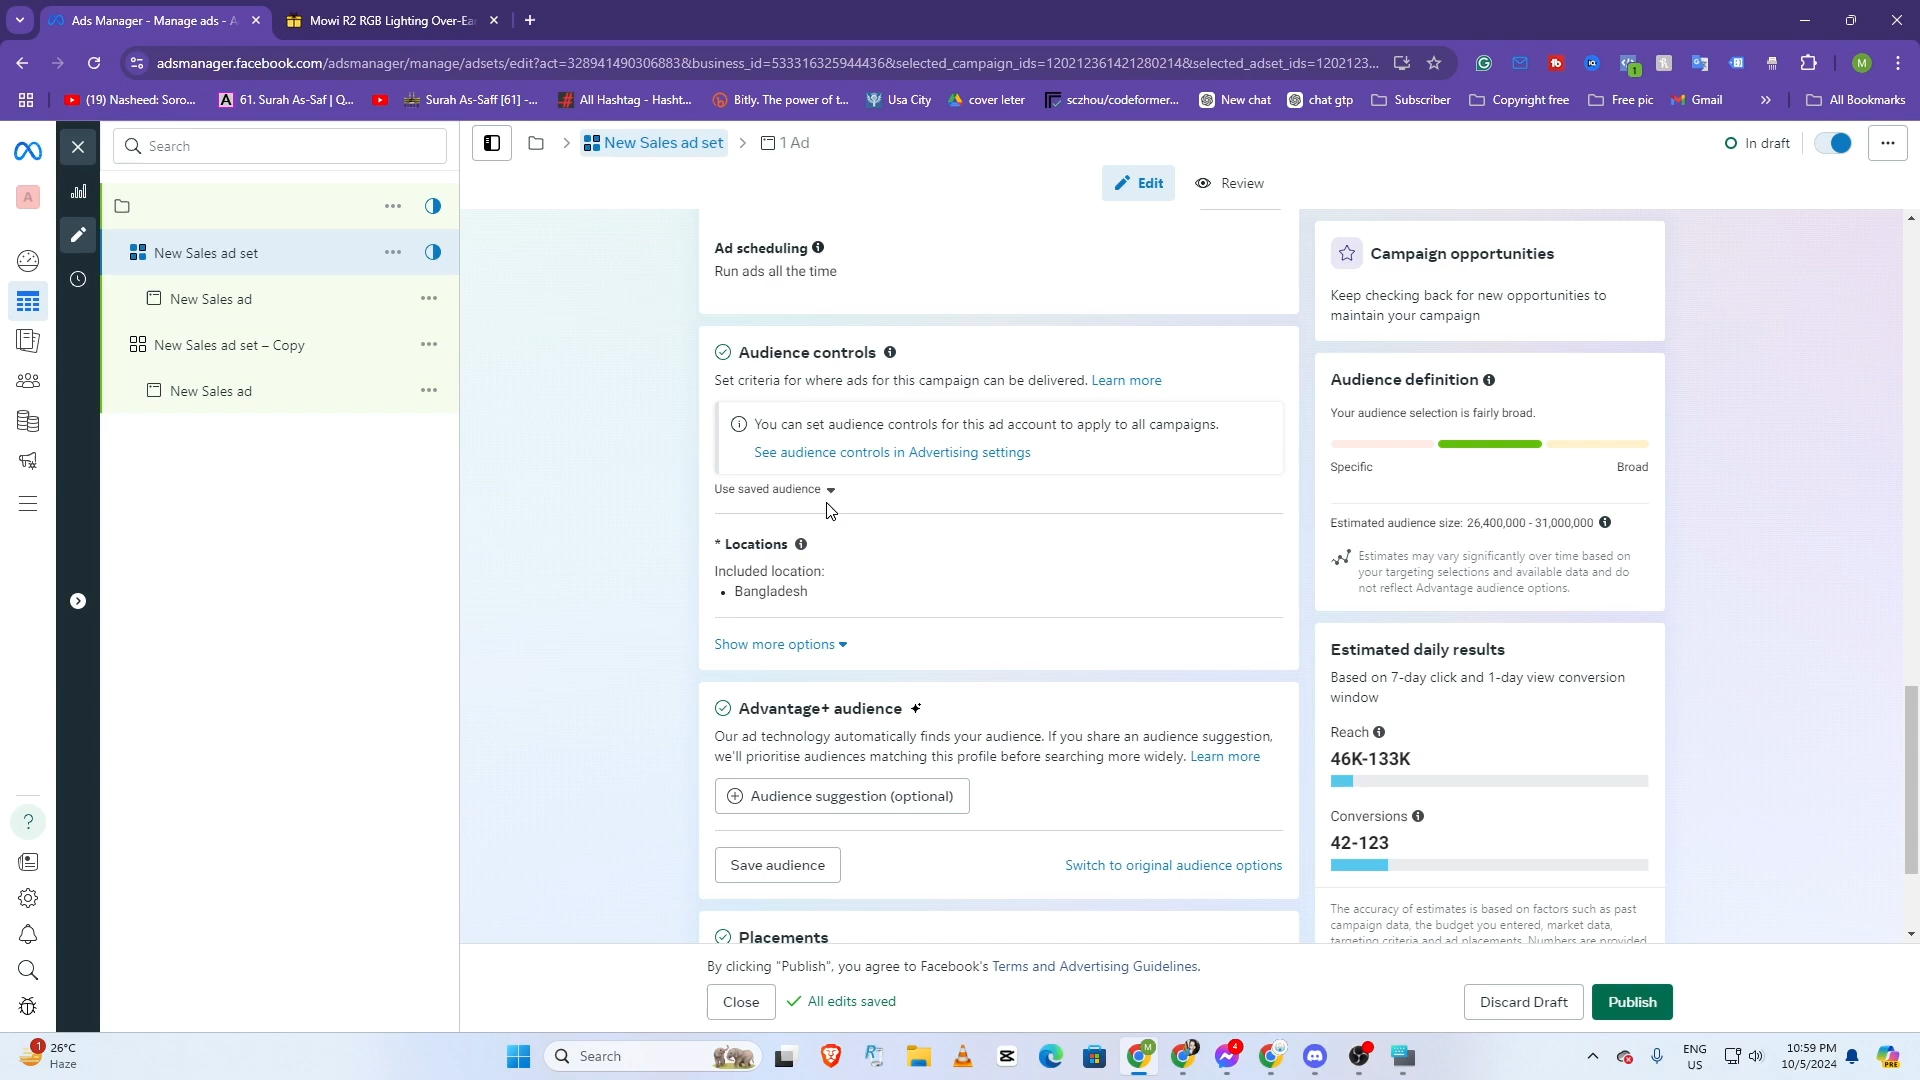 Ads Manager - Manage ads - A
Mowi R2 RGB Lighting Over-Ear
adsmanager.facebook.com/adsmanager/manage/adsets/edit?act=328941490306883&business_id=533316325944436&selected_campaign_ids=120212361421280214&selected_adset_ids=1202123...
M
1
(19) Nasheed: Soro...
61. Surah As-Saf | Q...
Surah As-Saff [61] -...
All Hashtag - Hasht...
Bitly. The power of t...
Usa City
cover leter
sczhou/codeformer...
New chat
chat gtp
Subscriber
Copyright free
Free pic
Gmail
All Bookmarks
A
Search
New Sales ad set
1 Ad
In draft
Edit
Review
New Sales ad set
New Sales ad
New Sales ad set – Copy
New Sales ad
Ad scheduling
Run ads all the time
Audience controls
Set criteria for where ads for this campaign can be delivered. Learn more
You can set audience controls for this ad account to apply to all campaigns.
See audience controls in Advertising settings
Use saved audience
* Locations
Included location:
• Bangladesh
Show more options
Advantage+ audience
Our ad technology automatically finds your audience. If you share an audience suggestion,
we'll prioritise audiences matching this profile before searching more widely. Learn more
Audience suggestion (optional)
Save audience
Switch to original audience options
Placements
Campaign opportunities
Keep checking back for new opportunities to
maintain your campaign
Audience definition
Your audience selection is fairly broad.
Specific
Broad
Estimated audience size: 26,400,000 - 31,000,000
Estimates may vary significantly over time based on
your targeting selections and available data and do
not reflect Advantage audience options.
Estimated daily results
Based on 7-day click and 1-day view conversion
window
Reach
46K-133K
Conversions
42-123
The accuracy of estimates is based on factors such as past
campaign data, the budget you entered, market data,
targeting criteria and ad placements. Numbers are provided
By clicking "Publish", you agree to Facebook's Terms and Advertising Guidelines.
Close
All edits saved
Discard Draft
Publish
1
26°C
Haze
Search
M
4
ENG
US
10:59 PM
10/5/2024
PRE